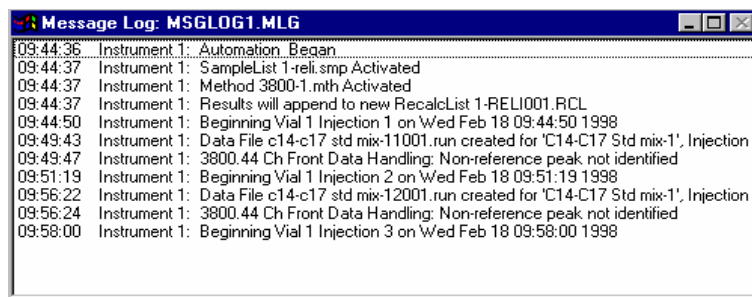 Message Log: MSGLOG1.MLG
09:44:36 Instrument 1: Automation Began
09:44:37 Instrument 1: SampleList 1-reli.smp Activated
09:44:37 Instrument 1: Method 3800-1.mth Activated
09:44:37 Instrument 1: Results will append to new RecalcList 1-RELI001.RCL
09:44:50 Instrument 1: Beginning Vial 1 Injection 1 on Wed Feb 18 09:44:50 1998
09:49:43 Instrument 1: Data File c14-c17 std mix-11001.run created for 'C14-C17 Std mix-1', Injection
09:49:47 Instrument 1: 3800.44 Ch Front Data Handling: Non-reference peak not identified
09:51:19 Instrument 1: Beginning Vial 1 Injection 2 on Wed Feb 18 09:51:19 1998
09:56:22 Instrument 1: Data File c14-c17 std mix-12001.run created for 'C14-C17 Std mix-1', Injection
09:56:24 Instrument 1: 3800.44 Ch Front Data Handling: Non-reference peak not identified
09:58:00 Instrument 1: Beginning Vial 1 Injection 3 on Wed Feb 18 09:58:00 1998